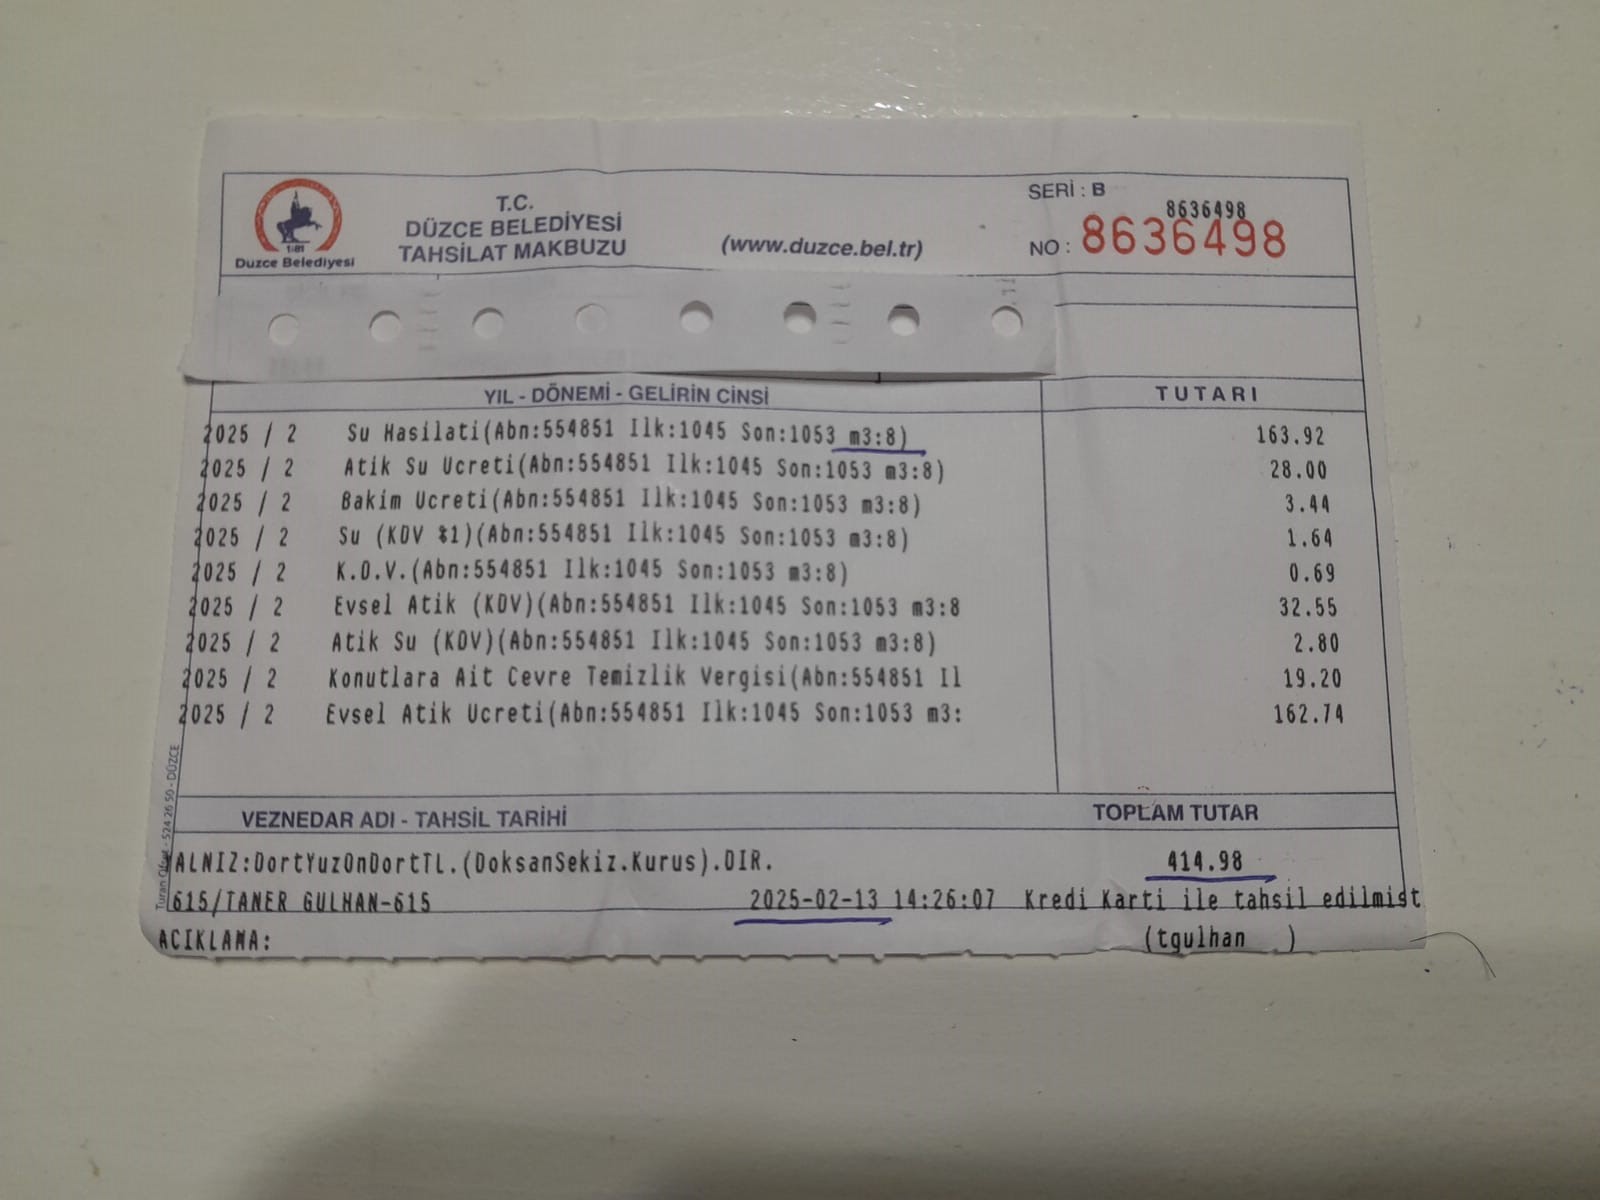 T.C.
DÜZCE BELEDİYESİ
TAHSİLAT MAKBUZU
(www.duzce.bel.tr)
SERİ : B
8636498
NO : 8636498
1881
Duzce Belediyesi
YIL - DÖNEMİ - GELİRİN CİNSİ TUTARI
2025 / 2 Su Hasilati(Abn:554851 Ilk:1045 Son:1053 m3:8) 163.92
2025 / 2 Atik Su Ucreti(Abn:554851 Ilk:1045 Son:1053 m3:8) 28.00
2025 / 2 Bakim Ucreti(Abn:554851 Ilk:1045 Son:1053 m3:8) 3.44
2025 / 2 Su (KDV %1)(Abn:554851 Ilk:1045 Son:1053 m3:8) 1.64
2025 / 2 K.D.V.(Abn:554851 Ilk:1045 Son:1053 m3:8) 0.69
2025 / 2 Evsel Atik (KDV)(Abn:554851 Ilk:1045 Son:1053 m3:8 32.55
2025 / 2 Atik Su (KDV)(Abn:554851 Ilk:1045 Son:1053 m3:8) 2.80
2025 / 2 Konutlara Ait Cevre Temizlik Vergisi(Abn:554851 Il 19.20
2025 / 2 Evsel Atik Ucreti(Abn:554851 Ilk:1045 Son:1053 m3: 162.74
Turan Ofset - 524 26 50 - DÜZCE
VEZNEDAR ADI - TAHSİL TARİHİ TOPLAM TUTAR
YALNIZ:DortYuzOnDortTL.(DoksanSekiz.Kurus).DIR. 414.98
615/TANER GULHAN-615 2025-02-13 14:26:07 Kredi Karti ile tahsil edilmist
ACIKLAMA: (tgulhan )